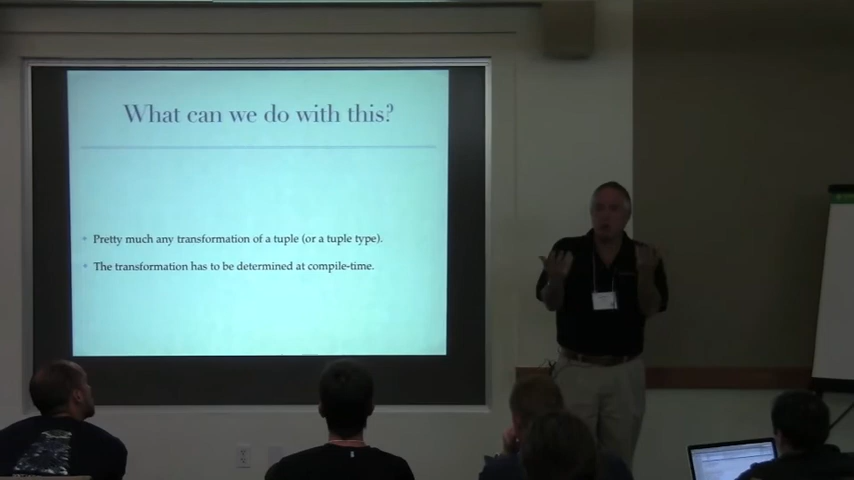 What can we do with this?
Pretty much any transformation of a tuple (or a tuple type).
The transformation has to be determined at compile-time.